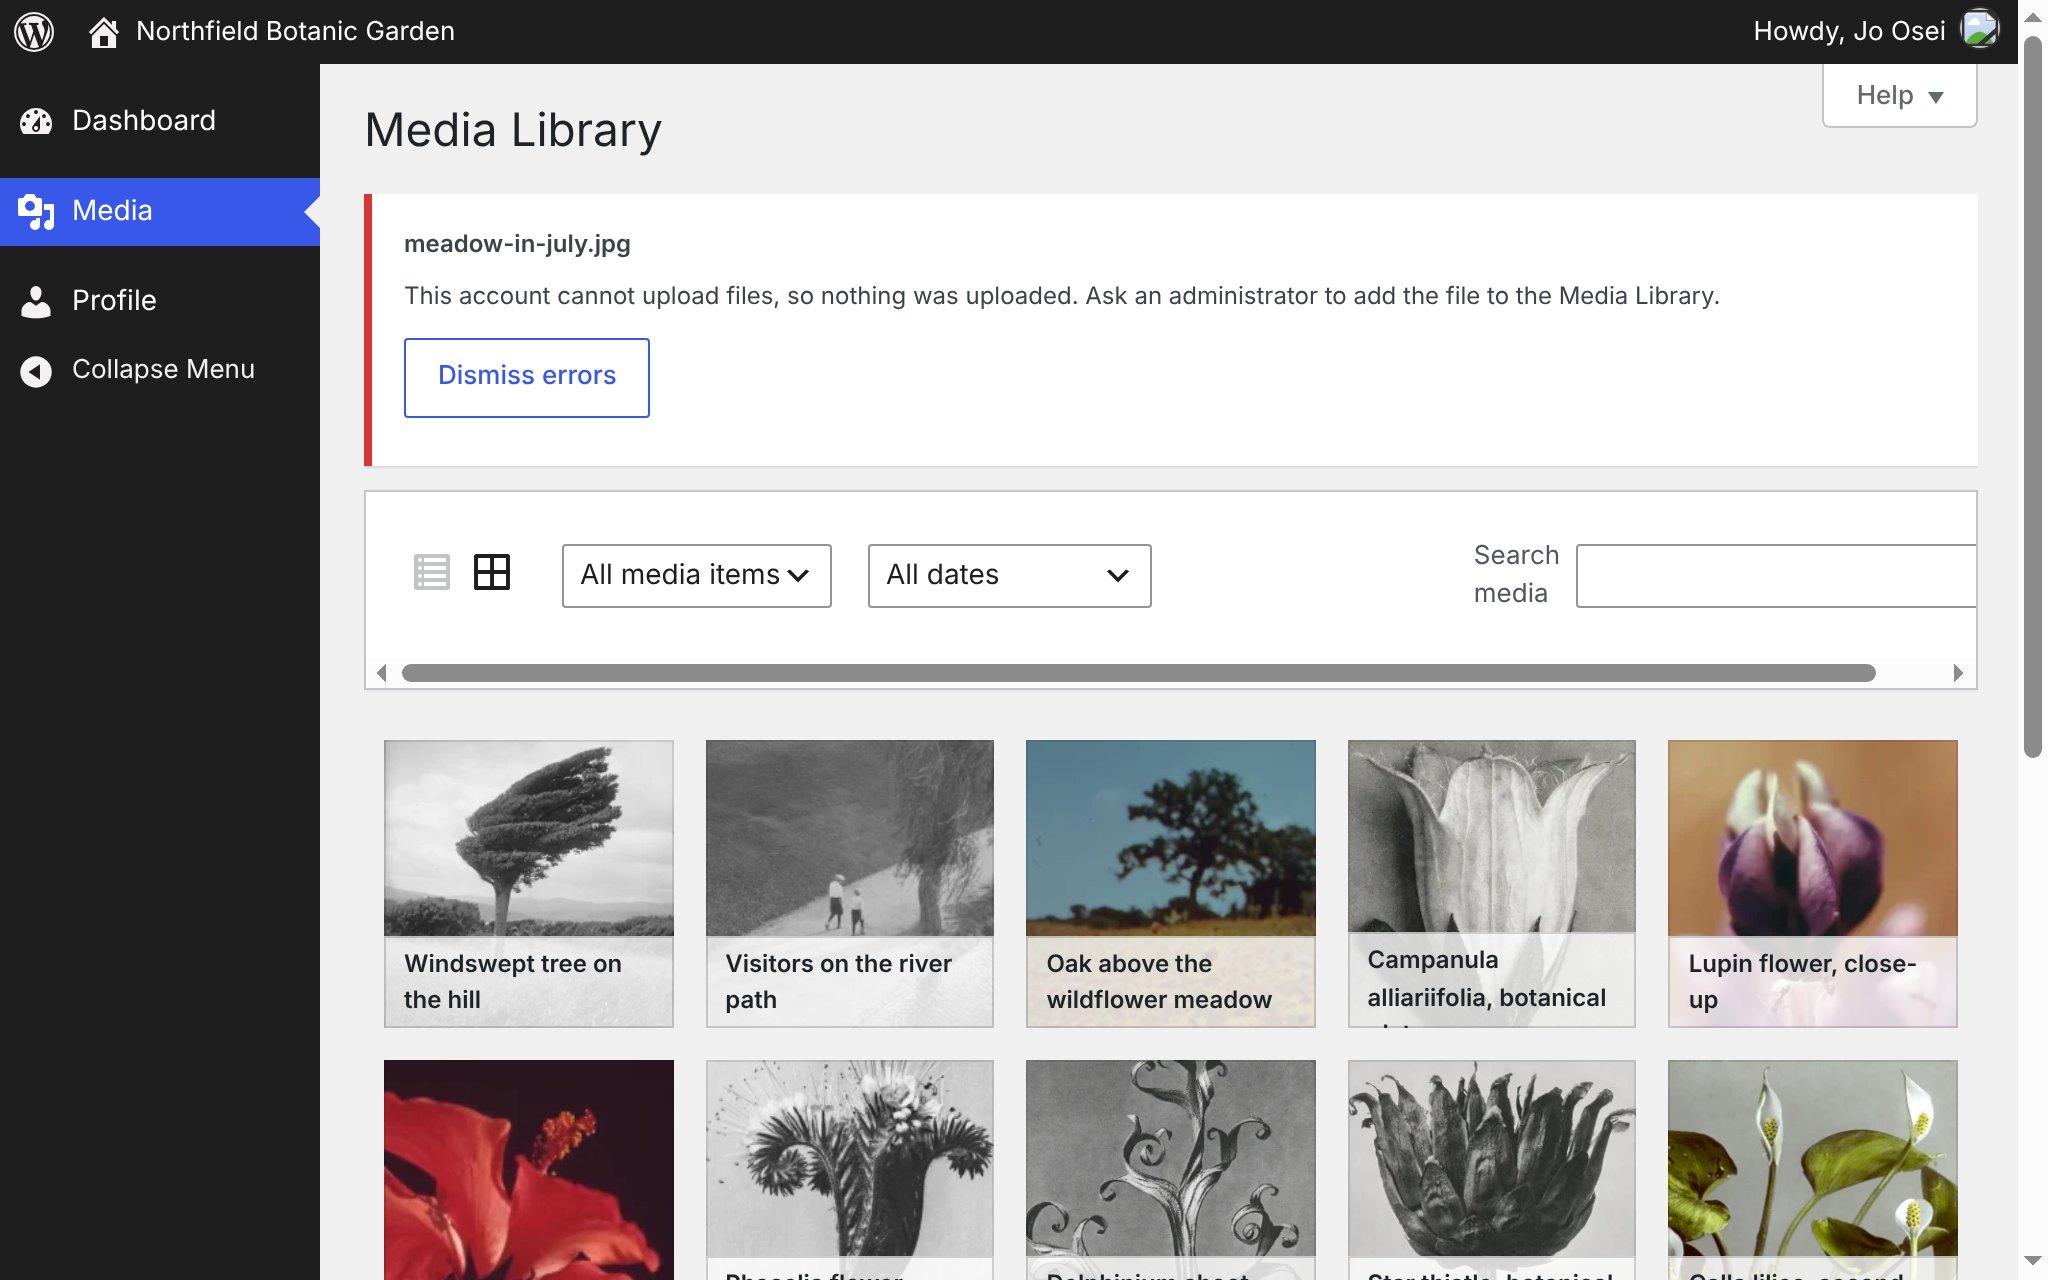 Northfield Botanic Garden
Howdy, Jo Osei
Dashboard
Media
Profile
Collapse Menu
Help
Media Library
meadow-in-july.jpg
This account cannot upload files, so nothing was uploaded. Ask an administrator to add the file to the Media Library.
Dismiss errors
All media items
All dates
Search
media
Windswept tree on
the hill
Visitors on the river
path
Oak above the
wildflower meadow
Campanula
alliariifolia, botanical
Lupin flower, close-
up